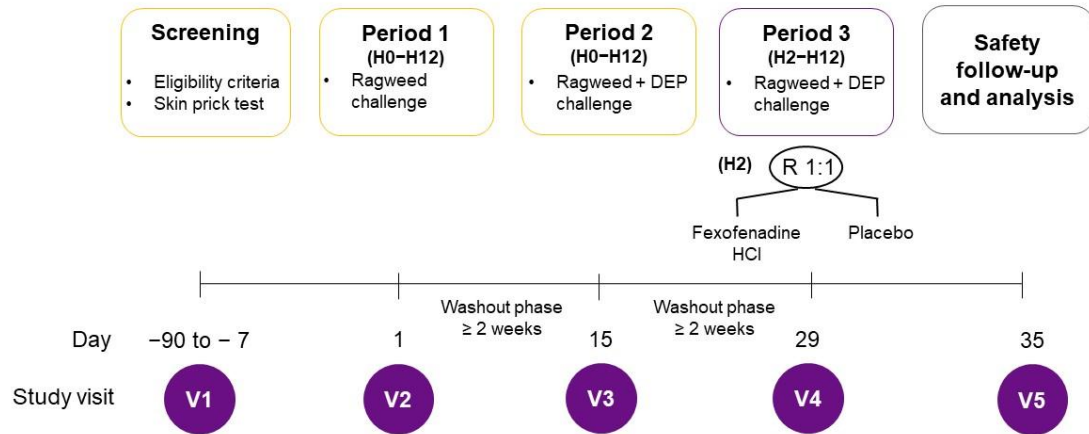 Screening
• Eligibility criteria
• Skin prick test
Period 1
(H0–H12)
• Ragweed
challenge
Period 2
(H0–H12)
• Ragweed + DEP
challenge
Period 3
(H2–H12)
• Ragweed + DEP
challenge
Safety
follow-up
and analysis
(H2) R 1:1
Fexofenadine
HCl
Placebo
Washout phase
≥ 2 weeks
Washout phase
≥ 2 weeks
Day −90 to − 7 1 15 29 35
Study visit V1 V2 V3 V4 V5